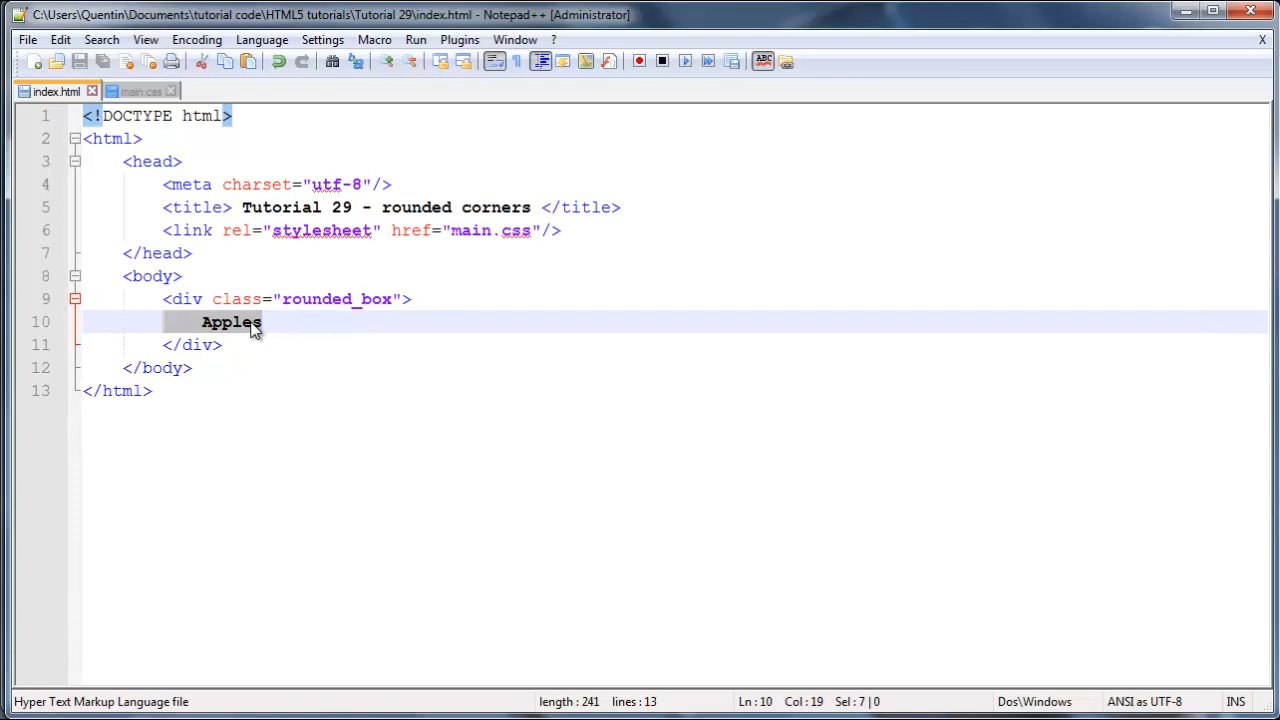 C:\Users\Quentin\Documents\tutorial code\HTML5 tutorials\Tutorial 29\index.html - Notepad++ [Administrator]
File Edit Search View Encoding Language Settings Macro Run Plugins Window ? X
ABC
index.html main.css
1 <!DOCTYPE html>
2 <html>
3 <head>
4 <meta charset="utf-8"/>
5 <title> Tutorial 29 - rounded corners </title>
6 <link rel="stylesheet" href="main.css"/>
7 </head>
8 <body>
9 <div class="rounded_box">
10 Apples
11 </div>
12 </body>
13 </html>
Hyper Text Markup Language file length : 241 lines : 13 Ln : 10 Col : 19 Sel : 7 | 0 Dos\Windows ANSI as UTF-8 INS